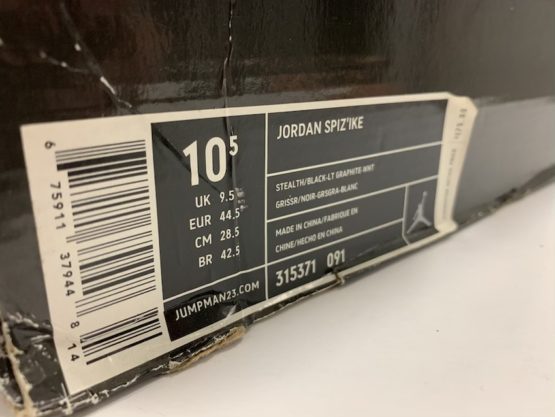 6 75911 37944 8 14
10⁵
UK 9.5
EUR 44.5
CM 28.5
BR 42.5
JUMPMAN23.COM
JORDAN SPIZ'IKE
STEALTH/BLACK-LT GRAPHITE-WHT
GRISSR/NOIR-GRSGRA-BLANC
MADE IN CHINA/FABRIQUE EN
CHINE/HECHO EN CHINA
315371 091